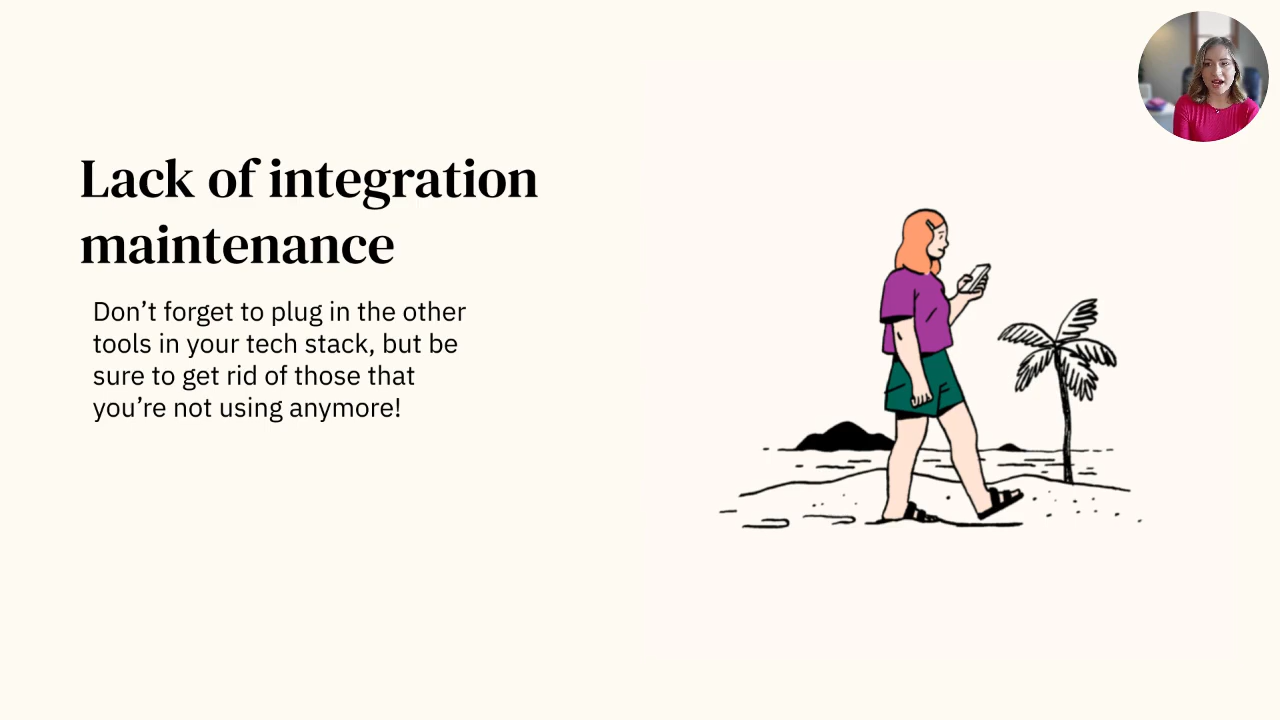 Lack of integration
maintenance
Don’t forget to plug in the other
tools in your tech stack, but be
sure to get rid of those that
you’re not using anymore!